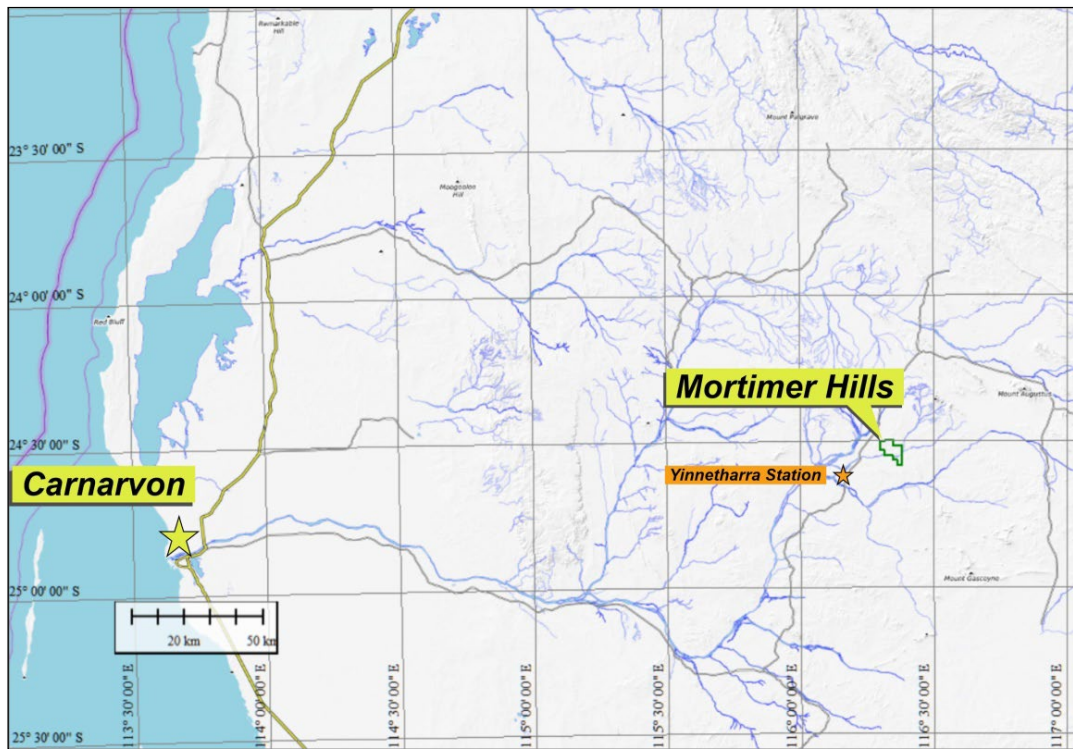 Remarkable
Hill
Mount Palgrave
23° 30' 00" S
Moogooloo
Hill
24° 00' 00" S
Red Bluff
Mortimer Hills
Mount Augustus
24° 30' 00" S
Carnarvon
Yinnetharra Station
25° 00' 00" S
Mount Gascoyne
20 km
50 km
25° 30' 00" S
113° 30' 00" E
114° 00' 00" E
114° 30' 00" E
115° 00' 00" E
115° 30' 00" E
116° 00' 00" E
116° 30' 00" E
117° 00' 00" E